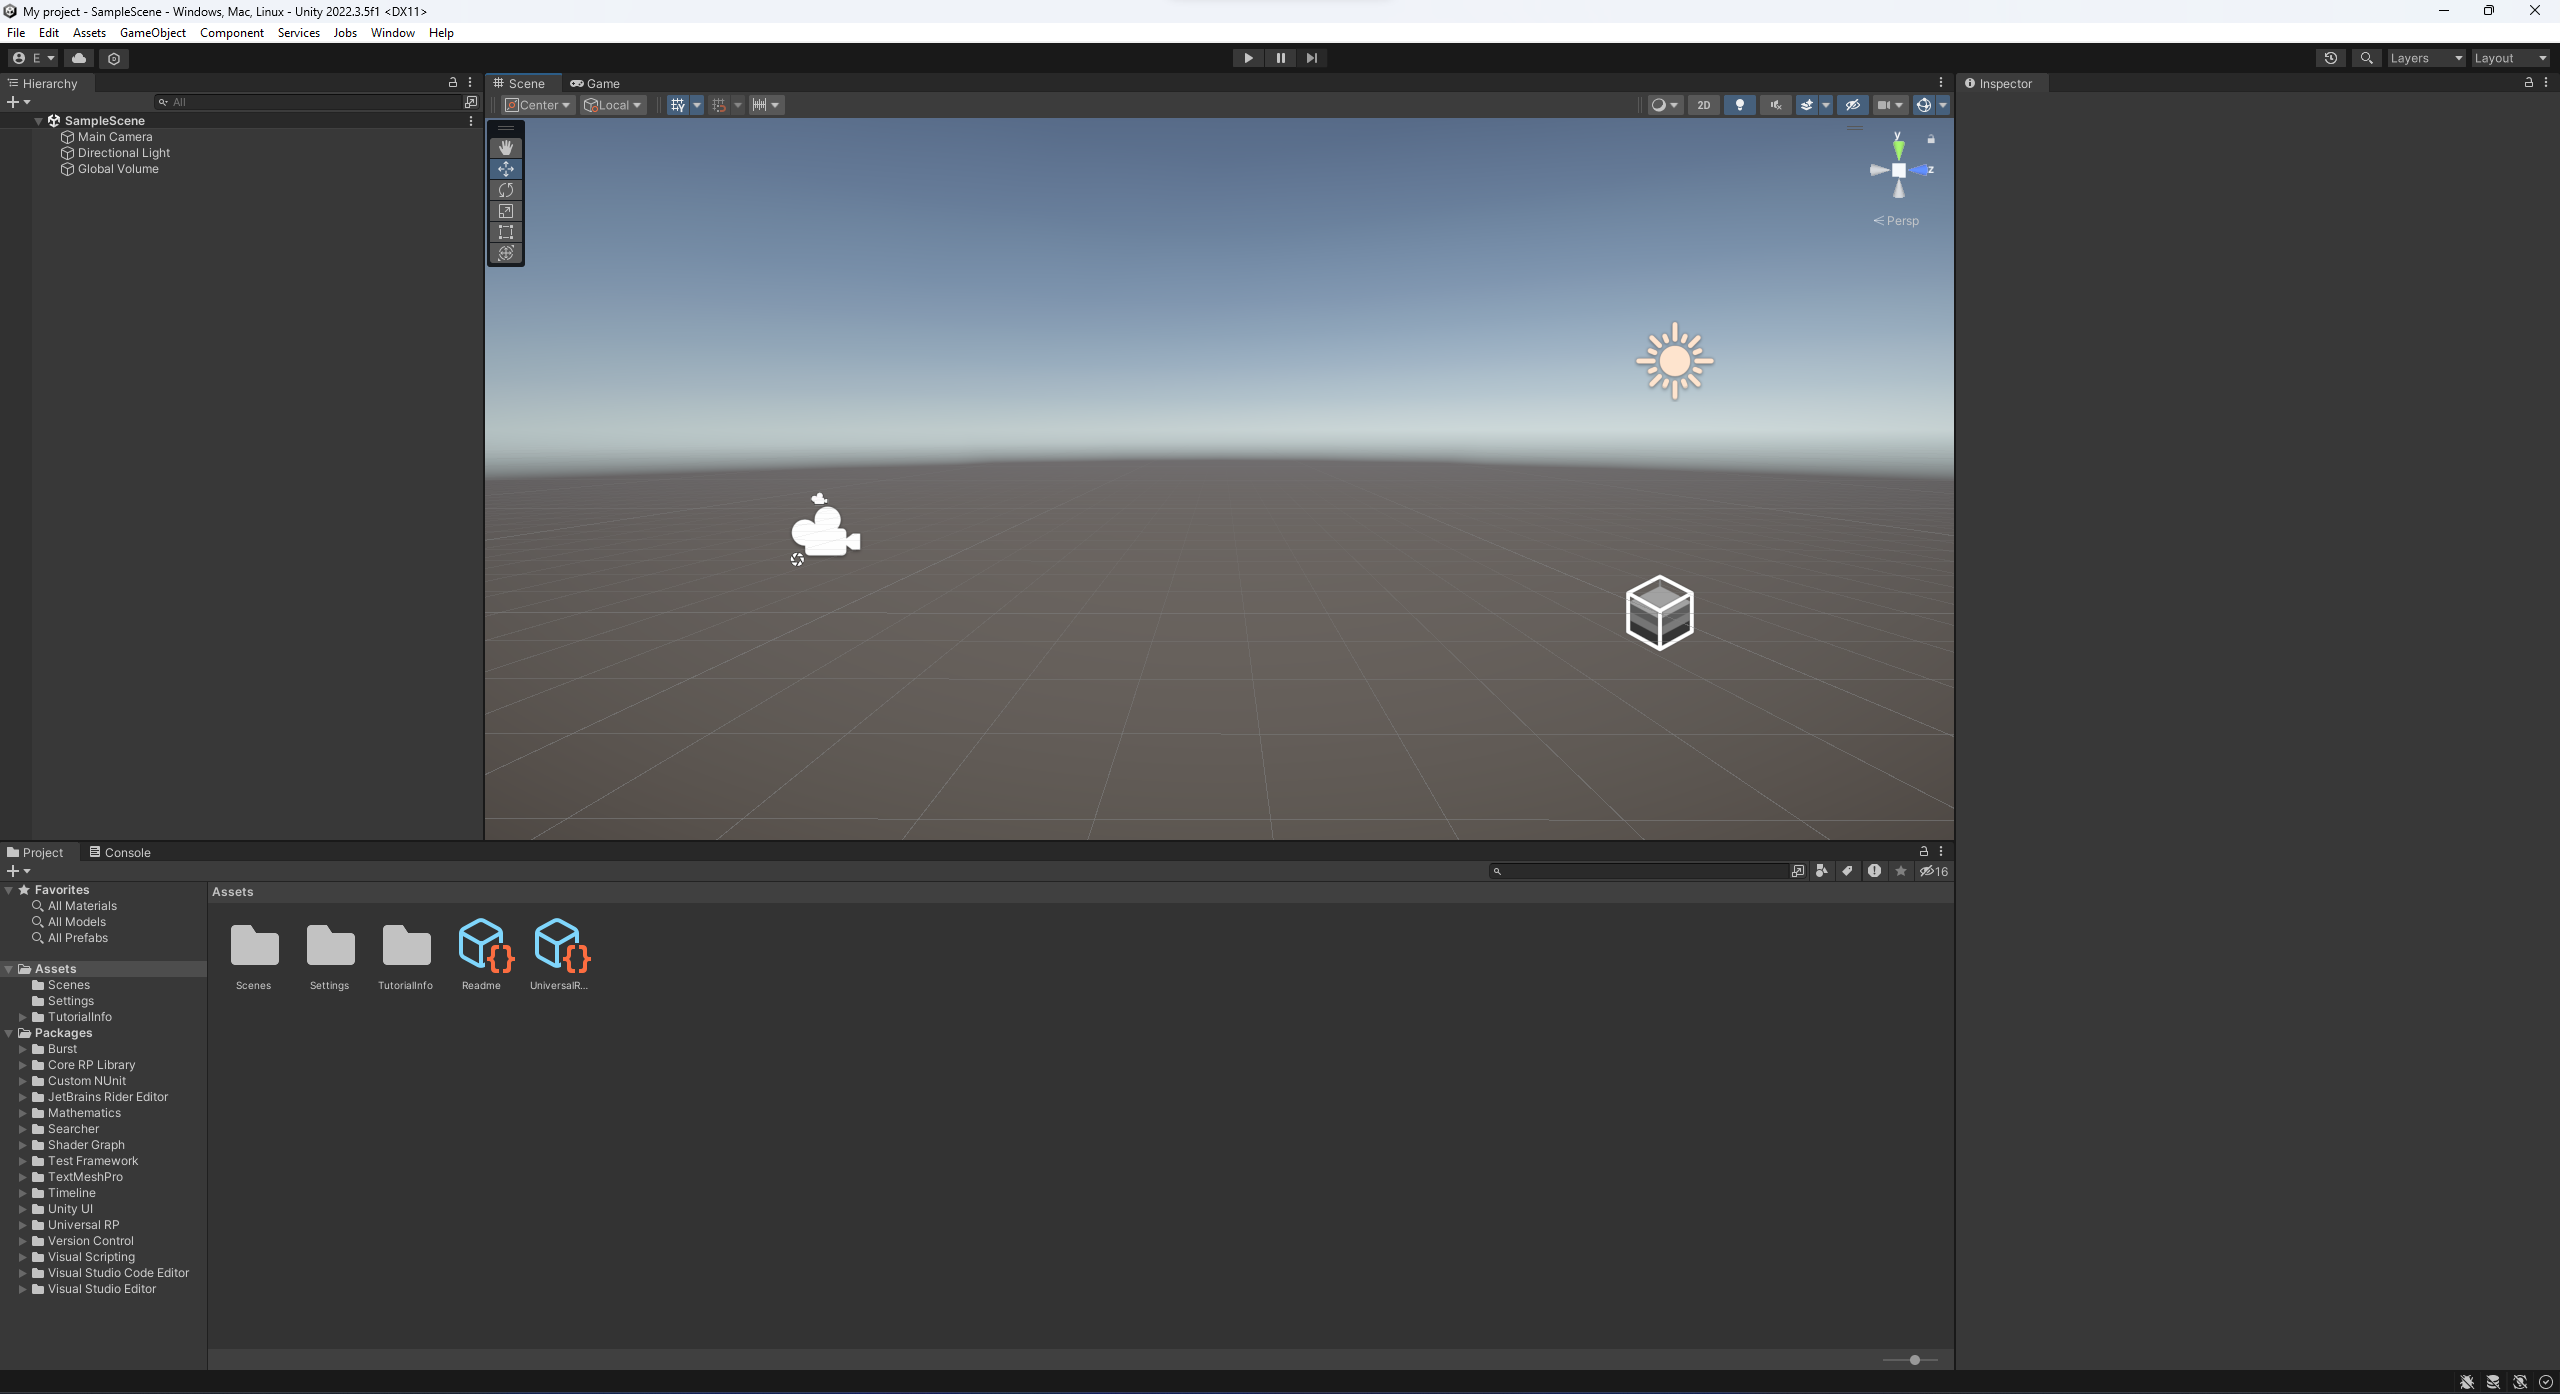 My project - SampleScene - Windows, Mac, Linux - Unity 2022.3.5f1 <DX11>
File Edit Assets GameObject Component Services Jobs Window Help
E
Layers Layout
Hierarchy
All
SampleScene
Main Camera
Directional Light
Global Volume
Scene Game
Center Local
2D
y
z
Persp
Inspector
Project Console
16
Favorites
All Materials
All Models
All Prefabs
Assets
Scenes
Settings
TutorialInfo
Packages
Burst
Core RP Library
Custom NUnit
JetBrains Rider Editor
Mathematics
Searcher
Shader Graph
Test Framework
TextMeshPro
Timeline
Unity UI
Universal RP
Version Control
Visual Scripting
Visual Studio Code Editor
Visual Studio Editor
Assets
Scenes Settings TutorialInfo Readme UniversalR...